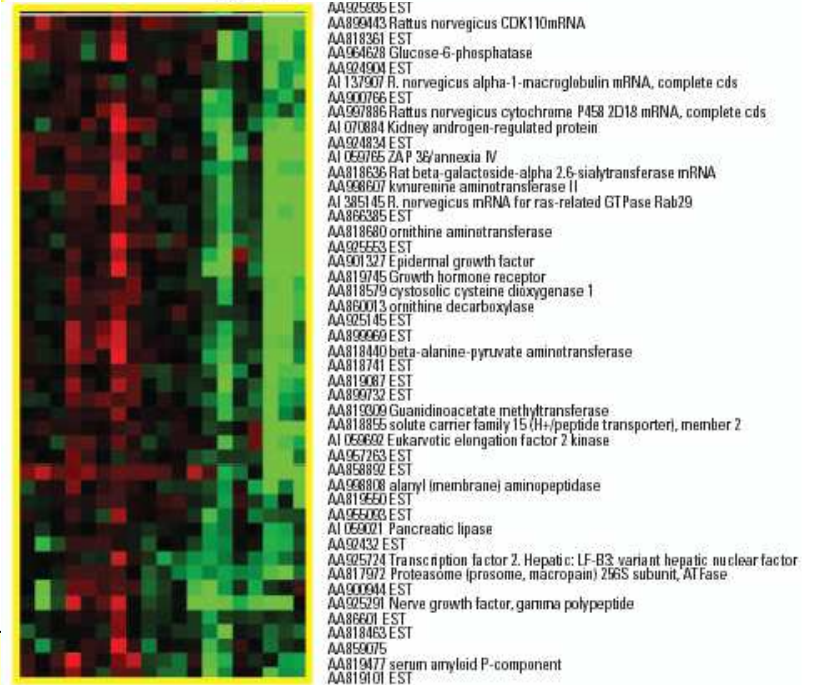 AA925935 EST
AA899443 Rattus norvegicus CDK110mRNA
AA818361 EST
AA964628 Glucose-6-phosphatase
AA924904 EST
AI 137907 R. norvegicus alpha-1-macroglobulin mRNA, complete cds
AA900766 EST
AA997886 Rattus norvegicus cytochrome P458 2D18 mRNA, complete cds
AI 070884 Kidney androgen-regulated protein
AA924834 EST
AI 059765 ZAP 36/annexia IV
AA818636 Rat beta-galactoside-alpha 2.6-sialytransferase mRNA
AA998607 kvnurenine aminotransferase II
AI 385145 R. norvegicus mRNA for ras-related GTPase Rab29
AA866385 EST
AA818680 ornithine aminotransferase
AA925553 EST
AA901327 Epidermal growth factor
AA819745 Growth hormone receptor
AA818579 cystosolic cysteine dioxygenase 1
AA860013 ornithine decarboxylase
AA925145 EST
AA899969 EST
AA818440 beta-alanine-pyruvate aminotransferase
AA818741 EST
AA819087 EST
AA899732 EST
AA819309 Guanidinoacetate methyltransferase
AA818855 solute carrier family 15 (H+/peptide transporter), member 2
AI 059692 Eukarvotic elongation factor 2 kinase
AA957263 EST
AA858892 EST
AA998808 alanyl (membrane) aminopeptidase
AA819550 EST
AA955093 EST
AI 059021 Pancreatic lipase
AA92432 EST
AA925724 Transcription factor 2. Hepatic: LF-B3: variant hepatic nuclear factor
AA817972 Proteasome (prosome, macropain) 256S subunit, ATFase
AA900944 EST
AA925291 Nerve growth factor, gamma polypeptide
AA86601 EST
AA818463 EST
AA859075
AA819477 serum amyloid P-component
AA819101 EST